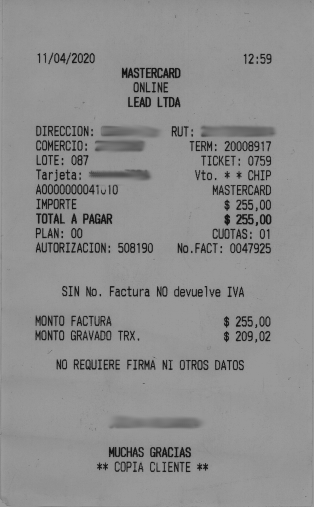 11/04/2020 12:59
MASTERCARD
ONLINE
LEAD LTDA
DIRECCION: RUT:
COMERCIO: TERM: 20008917
LOTE: 087 TICKET: 0759
Tarjeta: Vto. * * CHIP
A0000000041010 MASTERCARD
IMPORTE $ 255,00
TOTAL A PAGAR $ 255,00
PLAN: 00 CUOTAS: 01
AUTORIZACION: 508190 No.FACT: 0047925
SIN No. Factura NO devuelve IVA
MONTO FACTURA $ 255,00
MONTO GRAVADO TRX. $ 209,02
NO REQUIERE FIRMA NI OTROS DATOS
MUCHAS GRACIAS
** COPIA CLIENTE **